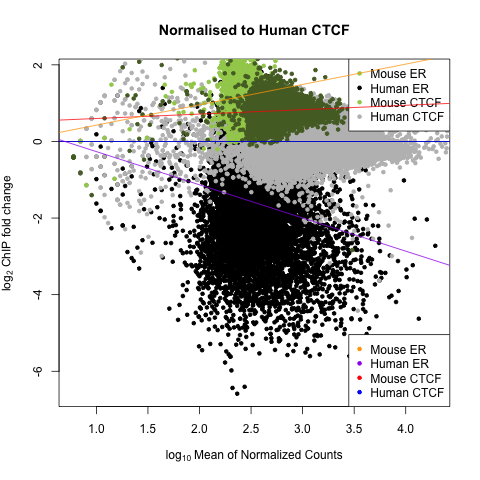 Normalised to Human CTCF
log10 Mean of Normalized Counts
log2 ChIP fold change
2
0
-2
-4
-6
1.0 1.5 2.0 2.5 3.0 3.5 4.0
Mouse ER
Human ER
Mouse CTCF
Human CTCF
Mouse ER
Human ER
Mouse CTCF
Human CTCF